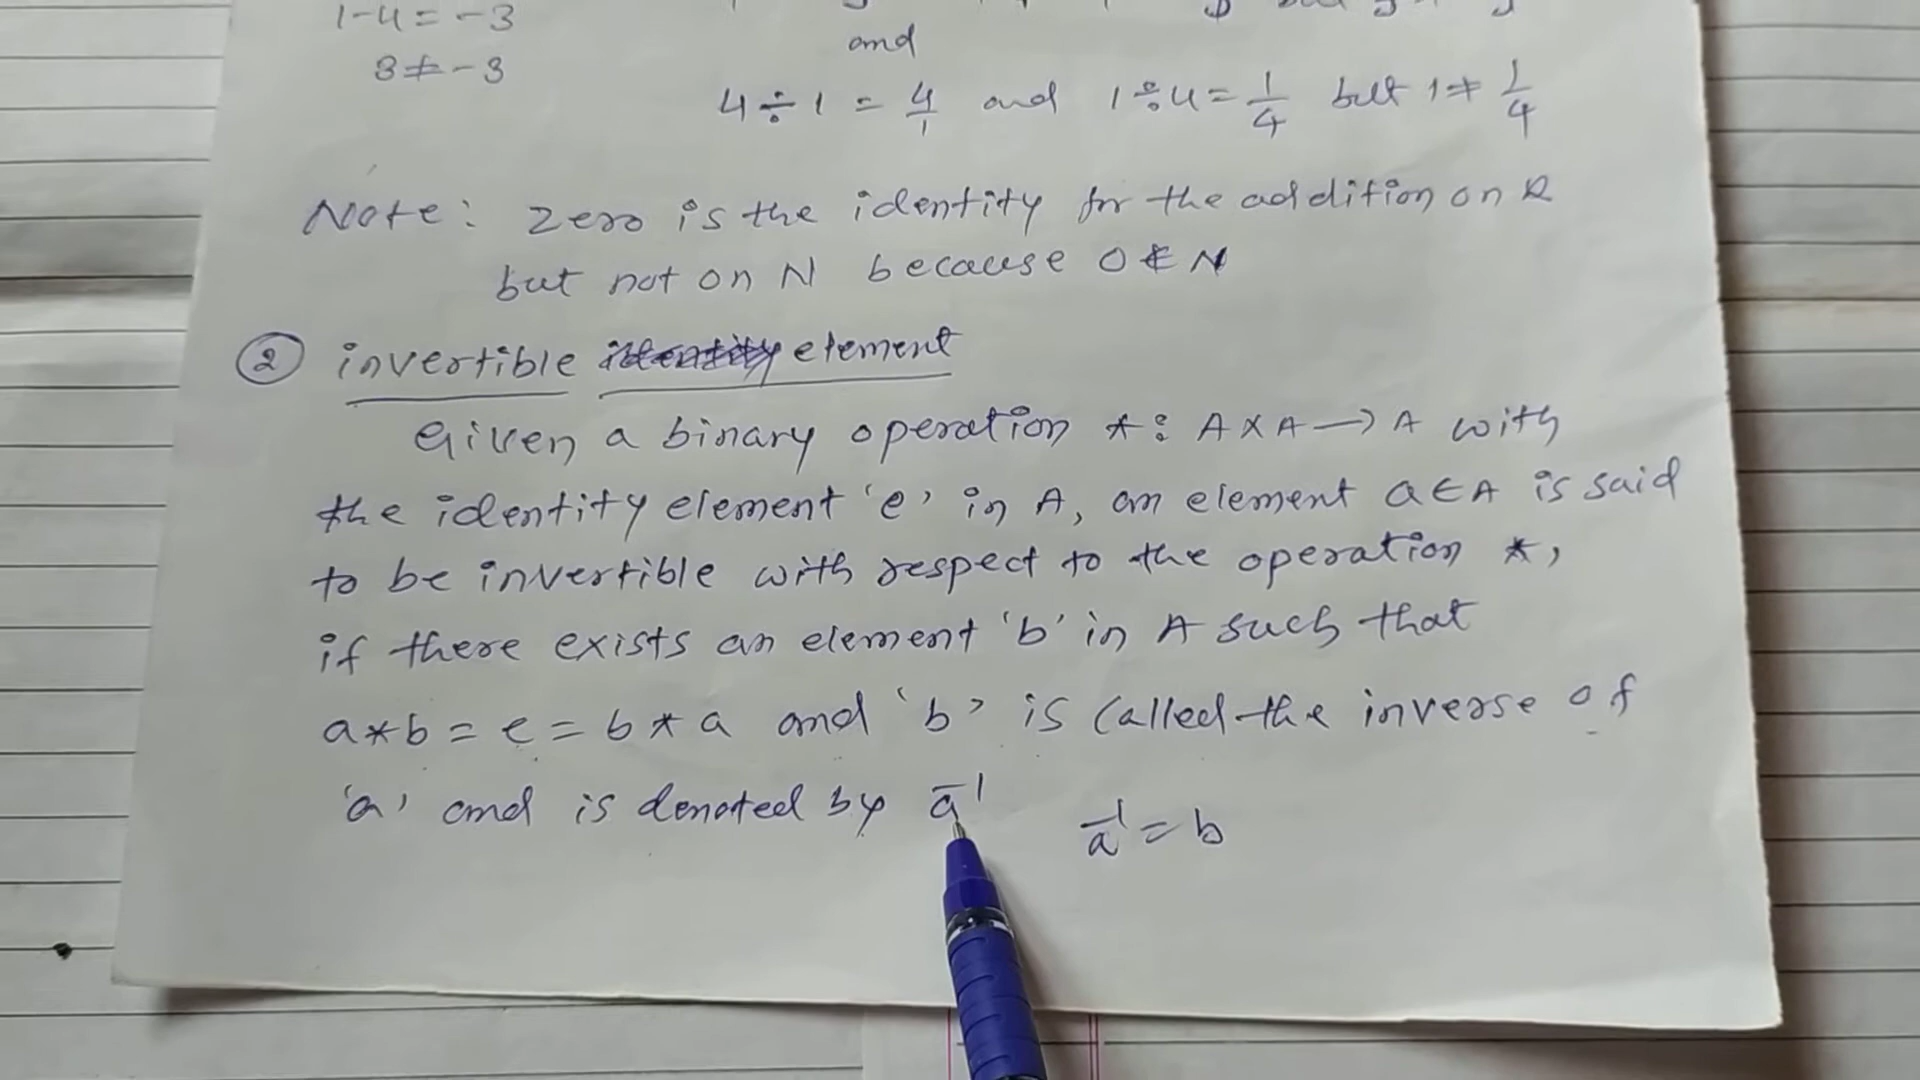 1-4 = -3
3 ≠ -3
and
4 ÷ 1 = 4/1 and 1 ÷ 4 = 1/4 but 1 ≠ 1/4
Note: Zero is the identity for the addition on R
but not on N because 0 ∉ N
② invertible element
Given a binary operation *: A×A→A with
the identity element 'e' in A, an element a∈A is said
to be invertible with respect to the operation *,
if there exists an element 'b' in A such that
a*b = e = b*a and 'b' is called the inverse of
'a' and is denoted by a⁻¹ a⁻¹ = b